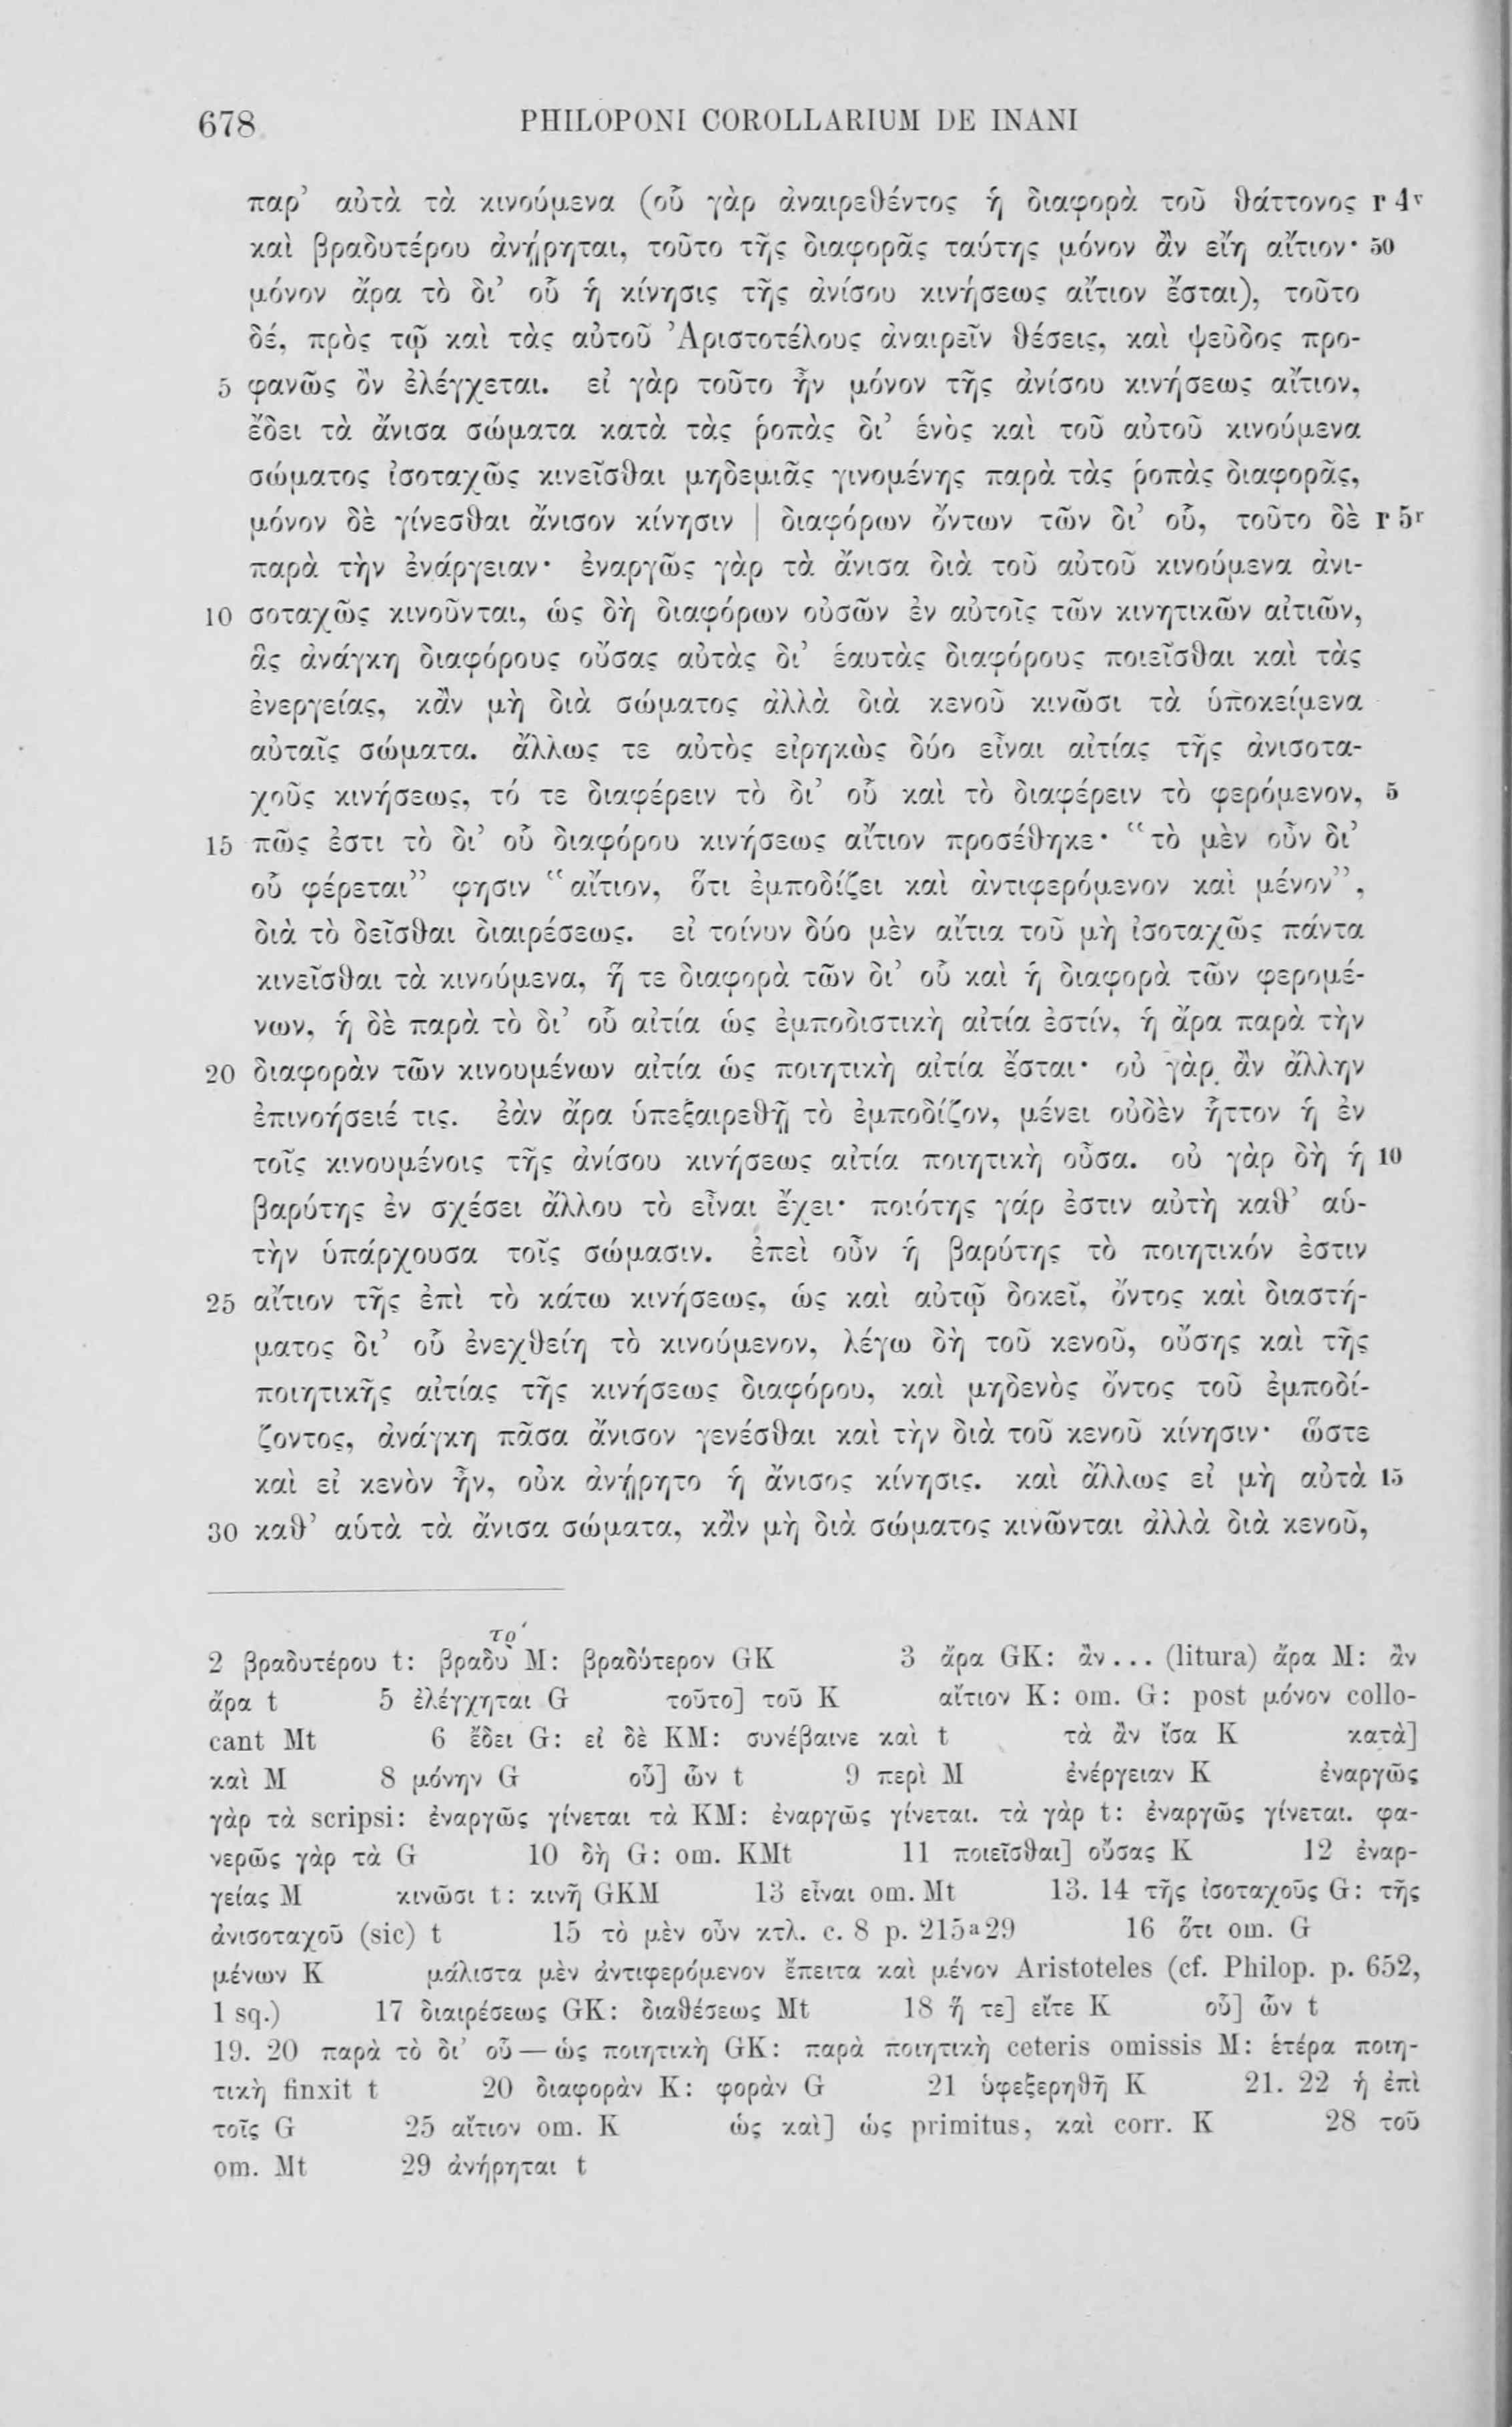 678 PHILOPONI COROLLARIUM DE INANI
παρ’ αὐτὰ τὰ κινούμενα (οὗ γὰρ ἀναιρεθέντος ἡ διαφορὰ τοῦ θάττονος r 4v
καὶ βραδυτέρου ἀνῄρηται, τοῦτο τῆς διαφορᾶς ταύτης μόνον ἂν εἴη αἴτιον· 50
μόνον ἄρα τὸ δι’ οὗ ἡ κίνησις τῆς ἀνίσου κινήσεως αἴτιον ἔσται), τοῦτο
δέ, πρὸς τῷ καὶ τὰς αὐτοῦ Ἀριστοτέλους ἀναιρεῖν θέσεις, καὶ ψεῦδος προ-
5 φανῶς ὂν ἐλέγχεται. εἰ γὰρ τοῦτο ἦν μόνον τῆς ἀνίσου κινήσεως αἴτιον,
ἔδει τὰ ἄνισα σώματα κατὰ τὰς ῥοπὰς δι’ ἑνὸς καὶ τοῦ αὐτοῦ κινούμενα
σώματος ἰσοταχῶς κινεῖσθαι μηδεμιᾶς γινομένης παρὰ τὰς ῥοπὰς διαφορᾶς,
μόνον δὲ γίνεσθαι ἄνισον κίνησιν | διαφόρων ὄντων τῶν δι’ οὗ, τοῦτο δὲ r 5r
παρὰ τὴν ἐνάργειαν· ἐναργῶς γὰρ τὰ ἄνισα διὰ τοῦ αὐτοῦ κινούμενα ἀνι-
10 σοταχῶς κινοῦνται, ὡς δὴ διαφόρων οὐσῶν ἐν αὐτοῖς τῶν κινητικῶν αἰτιῶν,
ἃς ἀνάγκη διαφόρους οὔσας αὐτὰς δι’ ἑαυτὰς διαφόρους ποιεῖσθαι καὶ τὰς
ἐνεργείας, κἂν μὴ διὰ σώματος ἀλλὰ διὰ κενοῦ κινῶσι τὰ ὑποκείμενα
αὐταῖς σώματα. ἄλλως τε αὐτὸς εἰρηκὼς δύο εἶναι αἰτίας τῆς ἀνισοτα-
χοῦς κινήσεως, τό τε διαφέρειν τὸ δι’ οὗ καὶ τὸ διαφέρειν τὸ φερόμενον, 5
15 πῶς ἐστι τὸ δι’ οὗ διαφόρου κινήσεως αἴτιον προσέθηκε· “τὸ μὲν οὖν δι’
οὗ φέρεται” φησιν “αἴτιον, ὅτι ἐμποδίζει καὶ ἀντιφερόμενον καὶ μένον”,
διὰ τὸ δεῖσθαι διαιρέσεως. εἰ τοίνυν δύο μὲν αἴτια τοῦ μὴ ἰσοταχῶς πάντα
κινεῖσθαι τὰ κινούμενα, ἥ τε διαφορὰ τῶν δι’ οὗ καὶ ἡ διαφορὰ τῶν φερομέ-
νων, ἡ δὲ παρὰ τὸ δι’ οὗ αἰτία ὡς ἐμποδιστικὴ αἰτία ἐστίν, ἡ ἄρα παρὰ τὴν
20 διαφορὰν τῶν κινουμένων αἰτία ὡς ποιητικὴ αἰτία ἔσται· οὐ γὰρ ἂν ἄλλην
ἐπινοήσειέ τις. ἐὰν ἄρα ὑπεξαιρεθῇ τὸ ἐμποδίζον, μένει οὐδὲν ἧττον ἡ ἐν
τοῖς κινουμένοις τῆς ἀνίσου κινήσεως αἰτία ποιητικὴ οὖσα. οὐ γὰρ δὴ ἡ 10
βαρύτης ἐν σχέσει ἄλλου τὸ εἶναι ἔχει· ποιότης γάρ ἐστιν αὐτὴ καθ’ αὑ-
τὴν ὑπάρχουσα τοῖς σώμασιν. ἐπεὶ οὖν ἡ βαρύτης τὸ ποιητικόν ἐστιν
25 αἴτιον τῆς ἐπὶ τὸ κάτω κινήσεως, ὡς καὶ αὐτῷ δοκεῖ, ὄντος καὶ διαστή-
ματος δι’ οὗ ἐνεχθείη τὸ κινούμενον, λέγω δὴ τοῦ κενοῦ, οὔσης καὶ τῆς
ποιητικῆς αἰτίας τῆς κινήσεως διαφόρου, καὶ μηδενὸς ὄντος τοῦ ἐμποδί-
ζοντος, ἀνάγκη πᾶσα ἄνισον γενέσθαι καὶ τὴν διὰ τοῦ κενοῦ κίνησιν· ὥστε
καὶ εἰ κενὸν ἦν, οὐκ ἀνῄρητο ἡ ἄνισος κίνησις. καὶ ἄλλως εἰ μὴ αὐτὰ 15
30 καθ’ αὑτὰ τὰ ἄνισα σώματα, κἂν μὴ διὰ σώματος κινῶνται ἀλλὰ διὰ κενοῦ,
2 βραδυτέρου t: βραδυ τρ M: βραδύτερον GK 3 ἄρα GK: ἂν... (litura) ἄρα M: ἂν
ἄρα t 5 ἐλέγχηται G τοῦτο] τοῦ K αἴτιον K: om. G: post μόνον collo-
cant Mt 6 ἔδει G: εἰ δὲ KM: συνέβαινε καὶ t τὰ ἂν ἴσα K κατὰ]
καὶ M 8 μόνην G οὗ] ὧν t 9 περὶ M ἐνέργειαν K ἐναργῶς
γὰρ τὰ scripsi: ἐναργῶς γίνεται τὰ KM: ἐναργῶς γίνεται. τὰ γὰρ t: ἐναργῶς γίνεται. φα-
νερῶς γὰρ τὰ G 10 δὴ G: om. KMt 11 ποιεῖσθαι] οὔσας K 12 ἐναρ-
γείας M κινῶσι t: κινῆ GKM 13 εἶναι om. Mt 13. 14 τῆς ἰσοταχοῦς G: τῆς
ἀνισοταχοῦ (sic) t 15 τὸ μὲν οὖν κτλ. c. 8 p. 215a29 16 ὅτι om. G
μένων K μάλιστα μὲν ἀντιφερόμενον ἔπειτα καὶ μένον Aristoteles (cf. Philop. p. 652,
1 sq.) 17 διαιρέσεως GK: διαθέσεως Mt 18 ἥ τε] εἴτε K οὗ] ὧν t
19. 20 παρὰ τὸ δι’ οὗ — ὡς ποιητικὴ GK: παρὰ ποιητικὴ ceteris omissis M: ἑτέρα ποιη-
τικὴ finxit t 20 διαφορὰν K: φορὰν G 21 ὑφεξερηθῆ K 21. 22 ἡ ἐπὶ
τοῖς G 25 αἴτιον om. K ὡς καὶ] ὡς primitus, καὶ corr. K 28 τοῦ
om. Mt 29 ἀνήρηται t